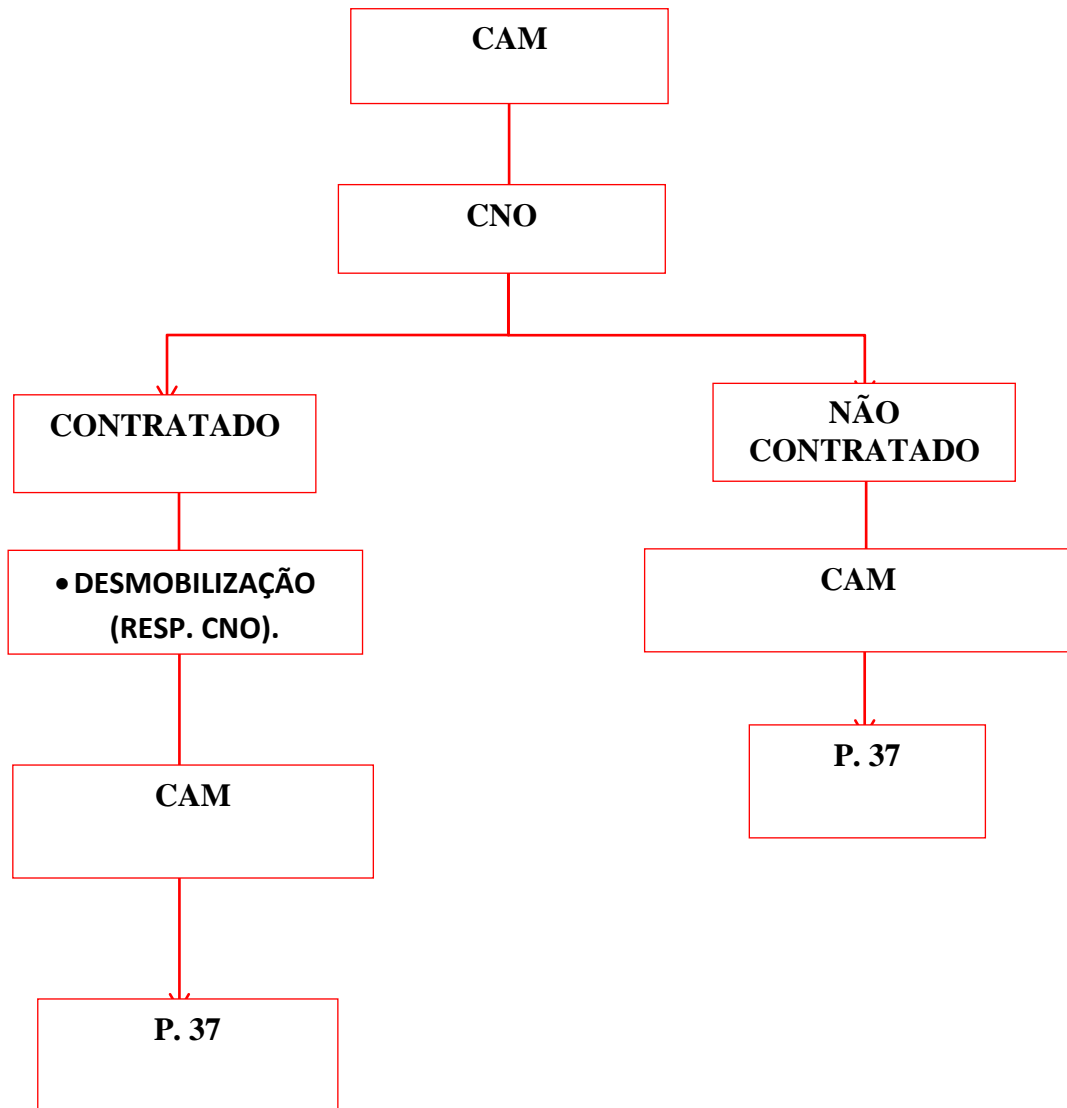 CAM
CNO
CONTRATADO
NÃO
CONTRATADO
• DESMOBILIZAÇÃO
(RESP. CNO).
CAM
P. 37
CAM
P. 37